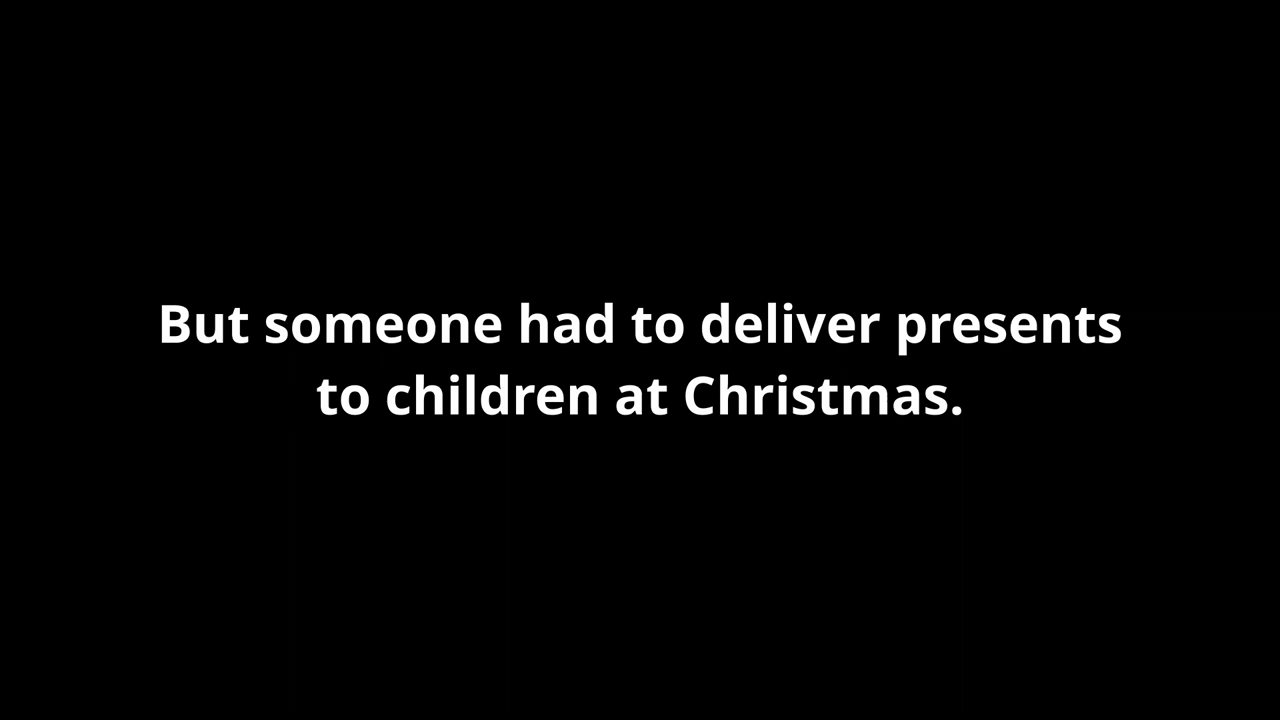 But someone had to deliver presents
to children at Christmas.